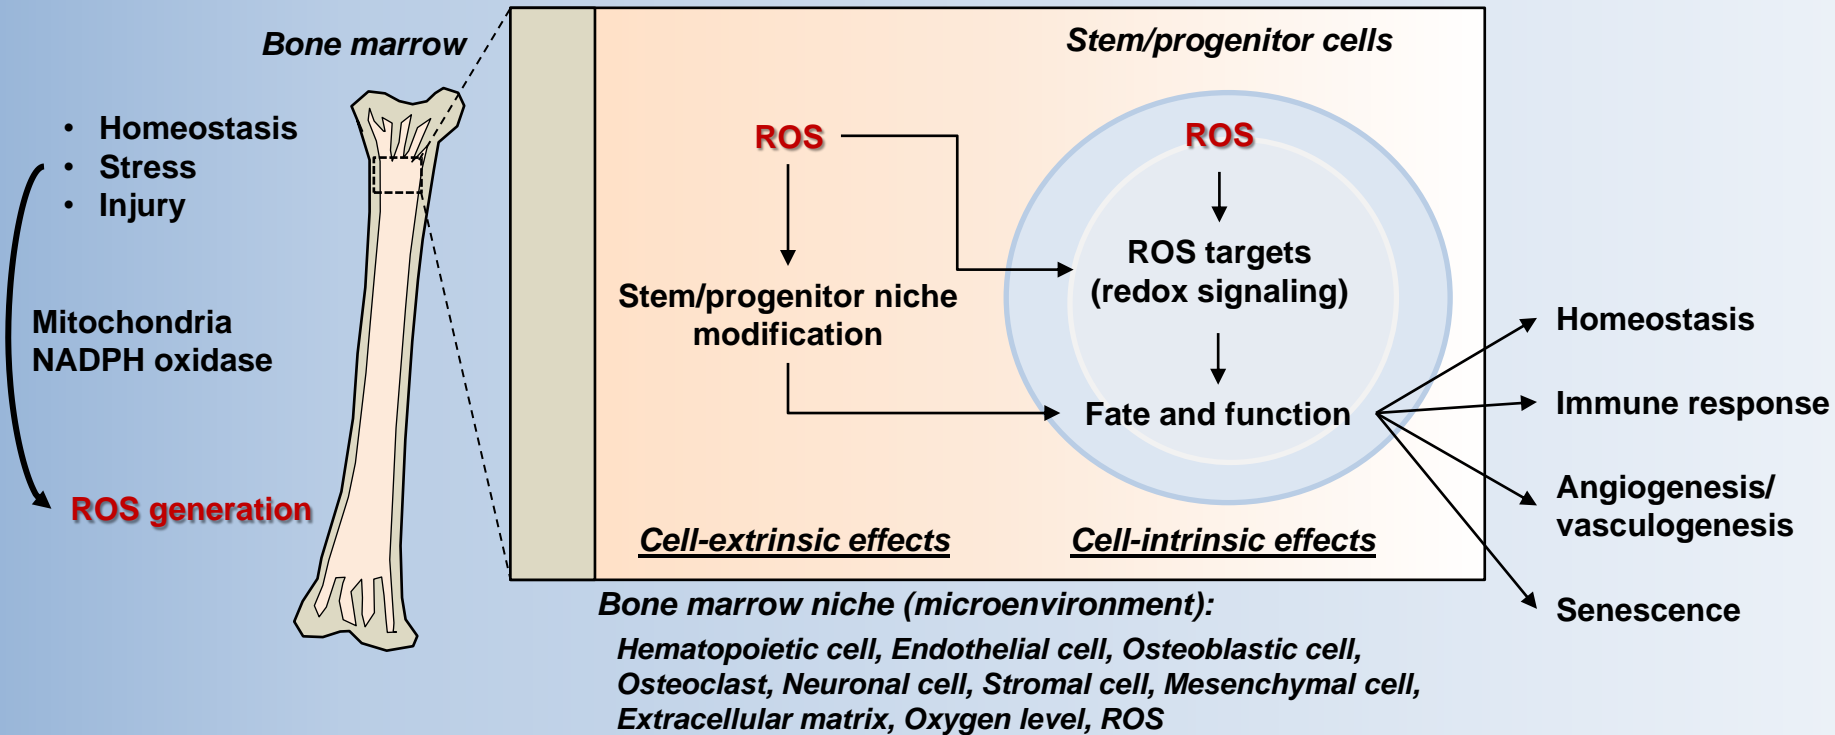 Bone marrow
• Homeostasis
• Stress
• Injury
Mitochondria
NADPH oxidase
ROS generation
Stem/progenitor cells
ROS
Stem/progenitor niche
modification
Cell-extrinsic effects
ROS
ROS targets
(redox signaling)
Fate and function
Cell-intrinsic effects
Homeostasis
Immune response
Angiogenesis/
vasculogenesis
Senescence
Bone marrow niche (microenvironment):
Hematopoietic cell, Endothelial cell, Osteoblastic cell,
Osteoclast, Neuronal cell, Stromal cell, Mesenchymal cell,
Extracellular matrix, Oxygen level, ROS